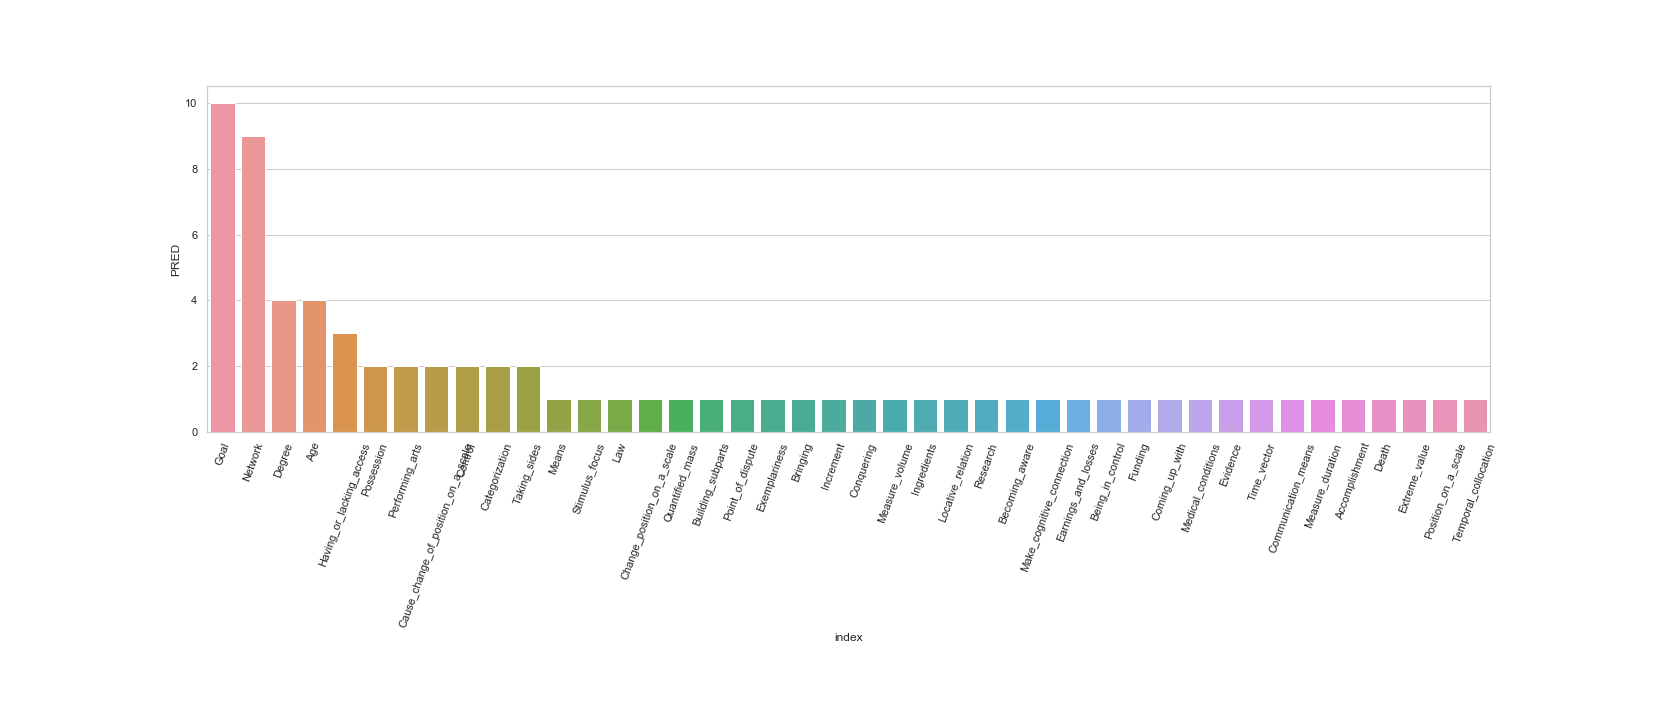 PRED
10
8
6
4
2
0
Goal
Network
Degree
Age
Having_or_lacking_access
Possession
Performing_arts
Cause_change_of_position_on_a_scale
Control
Categorization
Taking_sides
Means
Stimulus_focus
Law
Change_position_on_a_scale
Quantified_mass
Building_subparts
Point_of_dispute
Exemplariness
Bringing
Increment
Conquering
Measure_volume
Ingredients
Locative_relation
Research
Becoming_aware
Make_cognitive_connection
Earnings_and_losses
Being_in_control
Funding
Coming_up_with
Medical_conditions
Evidence
Time_vector
Communication_means
Measure_duration
Accomplishment
Death
Extreme_value
Position_on_a_scale
Temporal_collocation
index